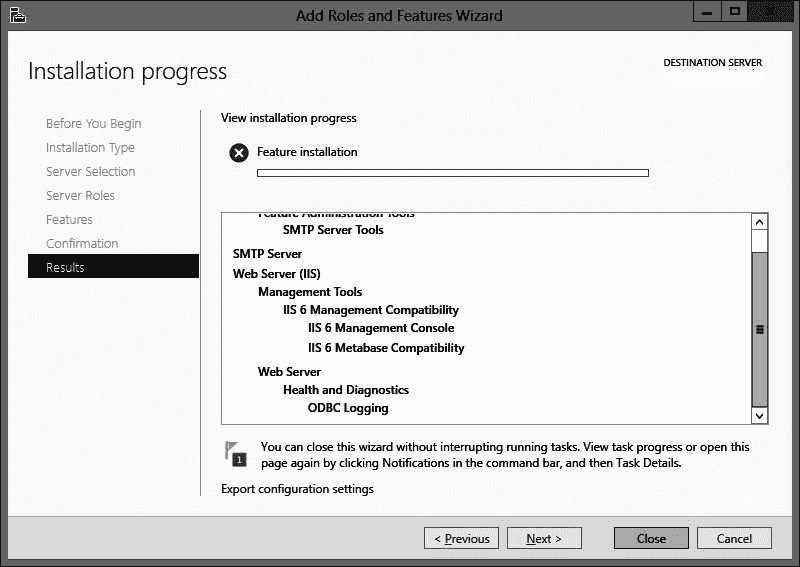 Add Roles and Features Wizard
Installation progress
DESTINATION SERVER
Before You Begin
Installation Type
Server Selection
Server Roles
Features
Confirmation
Results
View installation progress
Feature installation
Feature Administration Tools
SMTP Server Tools
SMTP Server
Web Server (IIS)
Management Tools
IIS 6 Management Compatibility
IIS 6 Management Console
IIS 6 Metabase Compatibility
Web Server
Health and Diagnostics
ODBC Logging
1
You can close this wizard without interrupting running tasks. View task progress or open this
page again by clicking Notifications in the command bar, and then Task Details.
Export configuration settings
< Previous
Next >
Close
Cancel